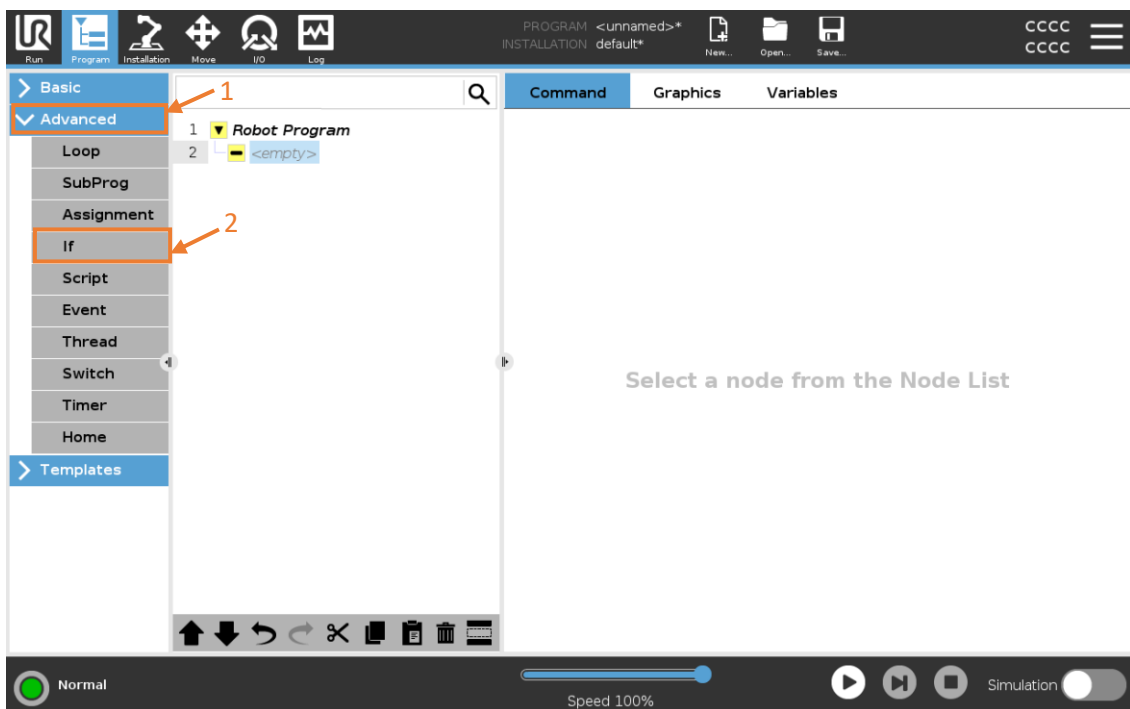 UR
PROGRAM <unnamed>*
INSTALLATION default*
CCCC
CCCC
Run Program Installation Move I/O Log New... Open... Save...
Basic
1
Command Graphics Variables
Advanced
1 Robot Program
Loop
2 <empty>
SubProg
Assignment
2
If
Script
Event
Thread
Switch
Select a node from the Node List
Timer
Home
Templates
Normal
Speed 100%
Simulation